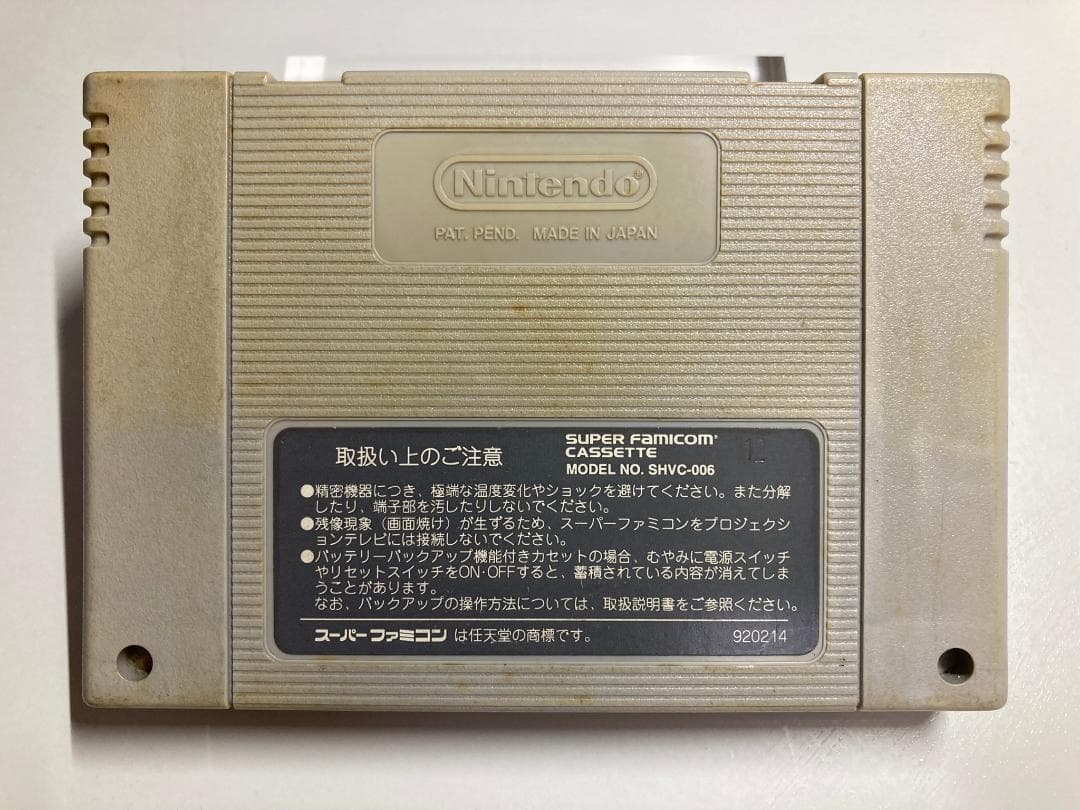 Nintendo®
PAT. PEND. MADE IN JAPAN
取扱い上のご注意
SUPER FAMICOM®
CASSETTE
MODEL NO. SHVC-006
●精密機器につき、極端な温度変化やショックを避けてください。また分解
したり、端子部を汚したりしないでください。
●残像現象（画面焼け）が生ずるため、スーパーファミコンをプロジェクシ
ョンテレビには接続しないでください。
●バッテリーバックアップ機能付きカセットの場合、むやみに電源スイッチ
やリセットスイッチをON·OFFすると、蓄積されている内容が消えてしま
うことがあります。
なお、バックアップの操作方法については、取扱説明書をご参照ください。
スーパーファミコン は任天堂の商標です。
920214